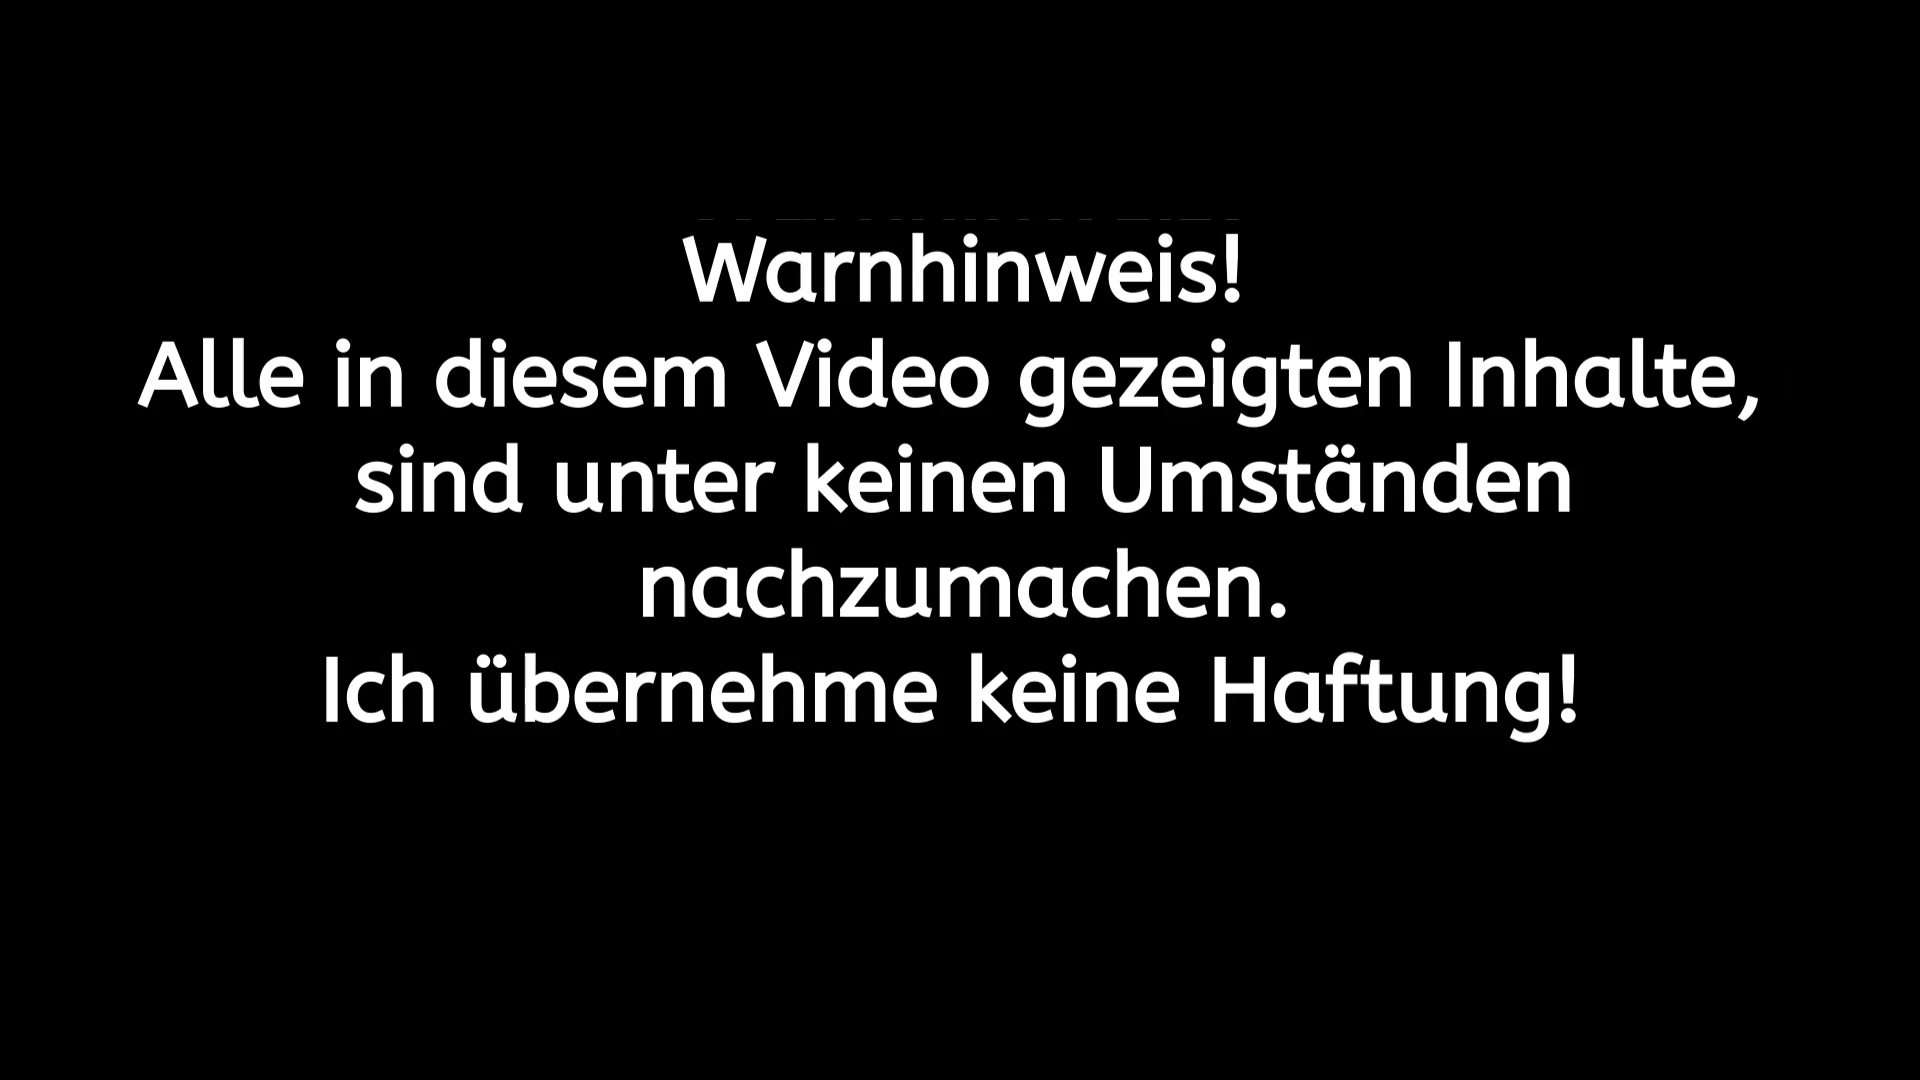 Warnhinweis!
Alle in diesem Video gezeigten Inhalte,
sind unter keinen Umständen
nachzumachen.
Ich übernehme keine Haftung!